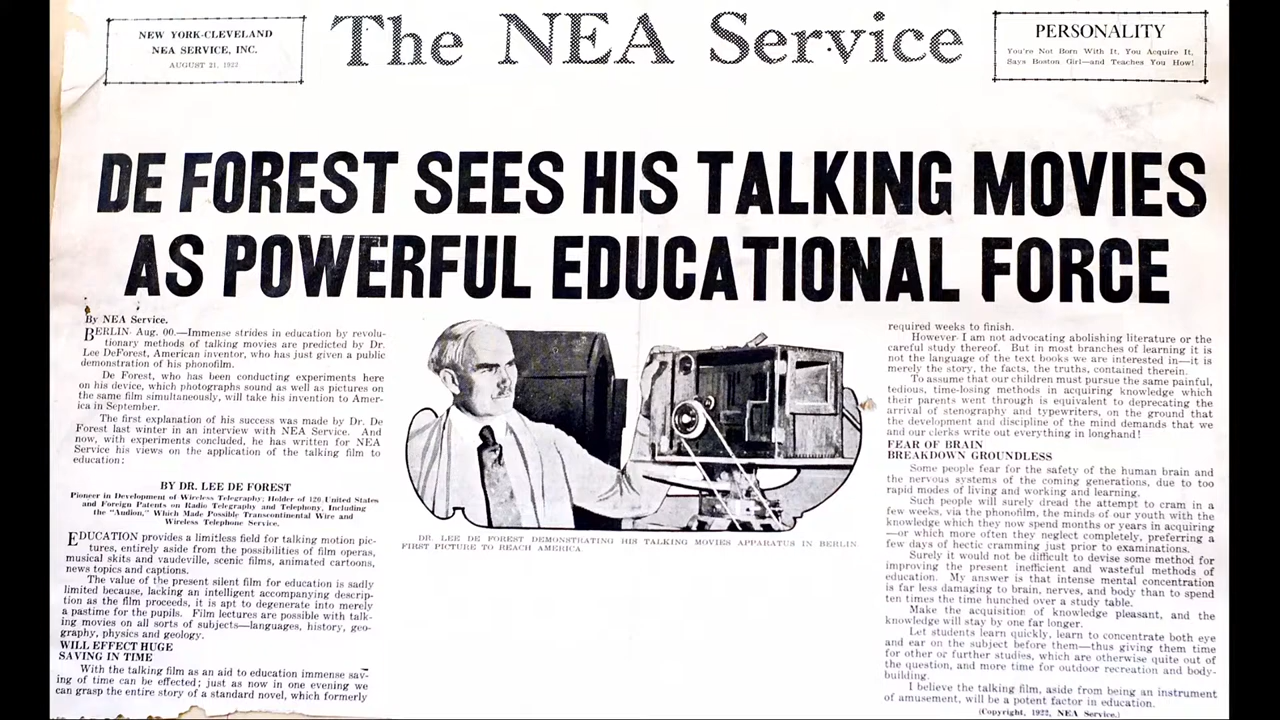 NEW YORK-CLEVELAND
NEA SERVICE, INC.
AUGUST 21, 1922
The NEA Service
PERSONALITY
You're Not Born With It, You Acquire It,
Says Boston Girl—and Teaches You How!
DE FOREST SEES HIS TALKING MOVIES
AS POWERFUL EDUCATIONAL FORCE
By NEA Service.
BERLIN. Aug. 00.—Immense strides in education by revolu-
tionary methods of talking movies are predicted by Dr.
Lee DeForest, American inventor, who has just given a public
demonstration of his phonofilm.
De Forest, who has been conducting experiments here
on his device, which photographs sound as well as pictures on
the same film simultaneously, will take his invention to Amer-
ica in September.
The first explanation of his success was made by Dr. De
Forest last winter in an interview with NEA Service. And
now, with experiments concluded, he has written for NEA
Service his views on the application of the talking film to
education:
BY DR. LEE DE FOREST
Pioneer in Development of Wireless Telegraphy; Holder of 120 United States
and Foreign Patents on Radio Telegraphy and Telephony, Including
the "Audion," Which Made Possible Transcontinental Wire and
Wireless Telephone Service.
EDUCATION provides a limitless field for talking motion pic-
tures, entirely aside from the possibilities of film operas,
musical skits and vaudeville, scenic films, animated cartoons,
news topics and captions.
The value of the present silent film for education is sadly
limited because, lacking an intelligent accompanying descrip-
tion as the film proceeds, it is apt to degenerate into merely
a pastime for the pupils. Film lectures are possible with talk-
ing movies on all sorts of subjects—languages, history, geo-
graphy, physics and geology.
WILL EFFECT HUGE
SAVING IN TIME
With the talking film as an aid to education immense sav-
ing of time can be effected; just as now in one evening we
can grasp the entire story of a standard novel, which formerly
DR. LEE DE FOREST DEMONSTRATING HIS TALKING MOVIES APPARATUS IN BERLIN
FIRST PICTURE TO REACH AMERICA
required weeks to finish.
However I am not advocating abolishing literature or the
careful study thereof. But in most branches of learning it is
not the language of the text books we are interested in—it is
merely the story, the facts, the truths, contained therein.
To assume that our children must pursue the same painful,
tedious, time-losing methods in acquiring knowledge which
their parents went through is equivalent to deprecating the
arrival of stenography and typewriters, on the ground that
the development and discipline of the mind demands that we
and our clerks write out everything in longhand!
FEAR OF BRAIN
BREAKDOWN GROUNDLESS
Some people fear for the safety of the human brain and
the nervous systems of the coming generations, due to too
rapid modes of living and working and learning.
Such people will surely dread the attempt to cram in a
few weeks, via the phonofilm, the minds of our youth with the
knowledge which they now spend months or years in acquiring
—or which more often they neglect completely, preferring a
few days of hectic cramming just prior to examinations.
Surely it would not be difficult to devise some method for
improving the present inefficient and wasteful methods of
education. My answer is that intense mental concentration
is far less damaging to brain, nerves, and body than to spend
ten times the time hunched over a study table.
Make the acquisition of knowledge pleasant, and the
knowledge will stay by one far longer.
Let students learn quickly, learn to concentrate both eye
and ear on the subject before them—thus giving them time
for other or further studies, which are otherwise quite out of
the question, and more time for outdoor recreation and body-
building.
I believe the talking film, aside from being an instrument
of amusement, will be a potent factor in education.
(Copyright, 1922, NEA Service.)